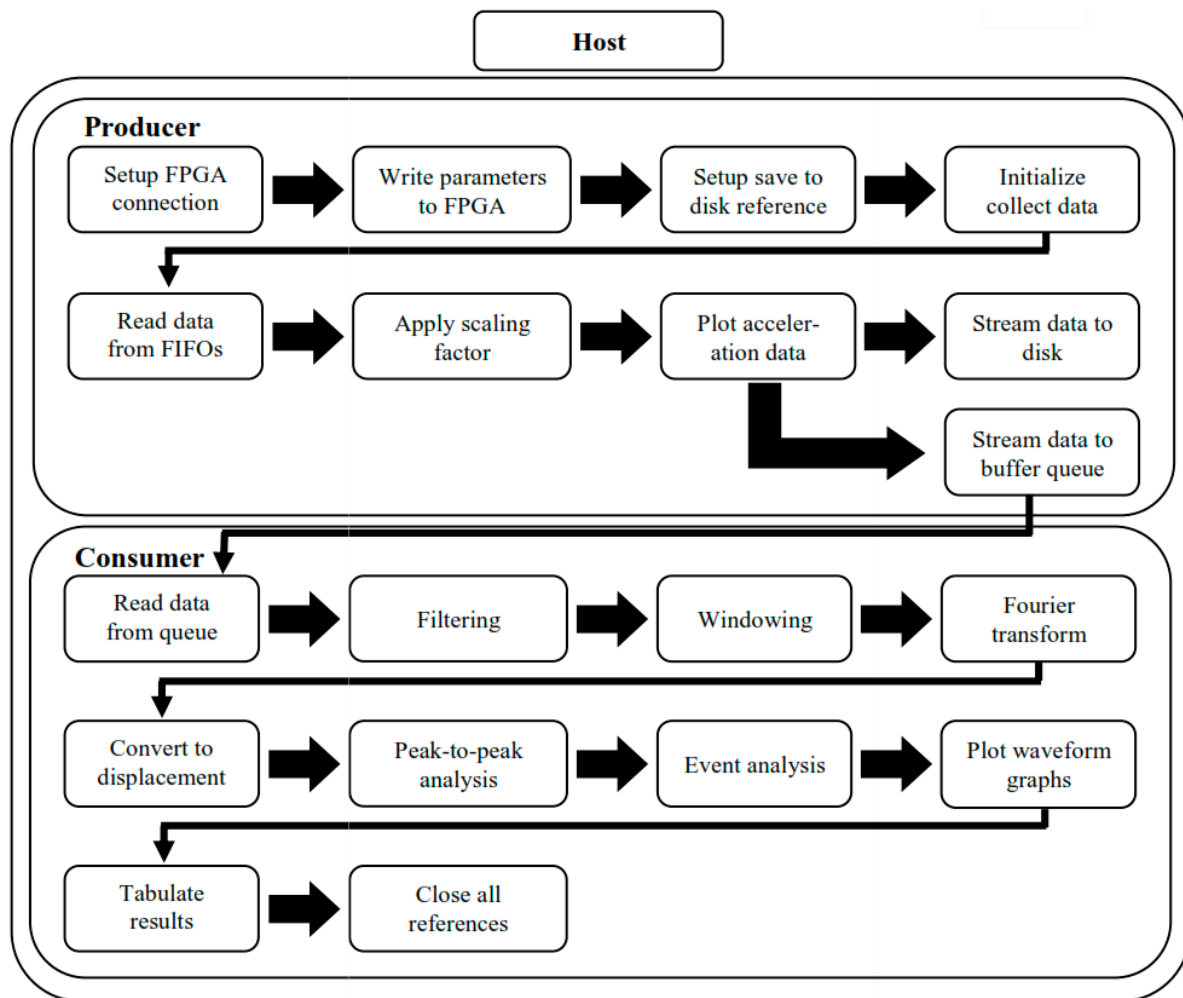 Host
Producer
Setup FPGA
connection
Write parameters
to FPGA
Setup save to
disk reference
Initialize
collect data
Read data
from FIFOs
Apply scaling
factor
Plot acceler-
ation data
Stream data to
disk
Stream data to
buffer queue
Consumer
Read data
from queue
Filtering
Windowing
Fourier
transform
Convert to
displacement
Peak-to-peak
analysis
Event analysis
Plot waveform
graphs
Tabulate
results
Close all
references